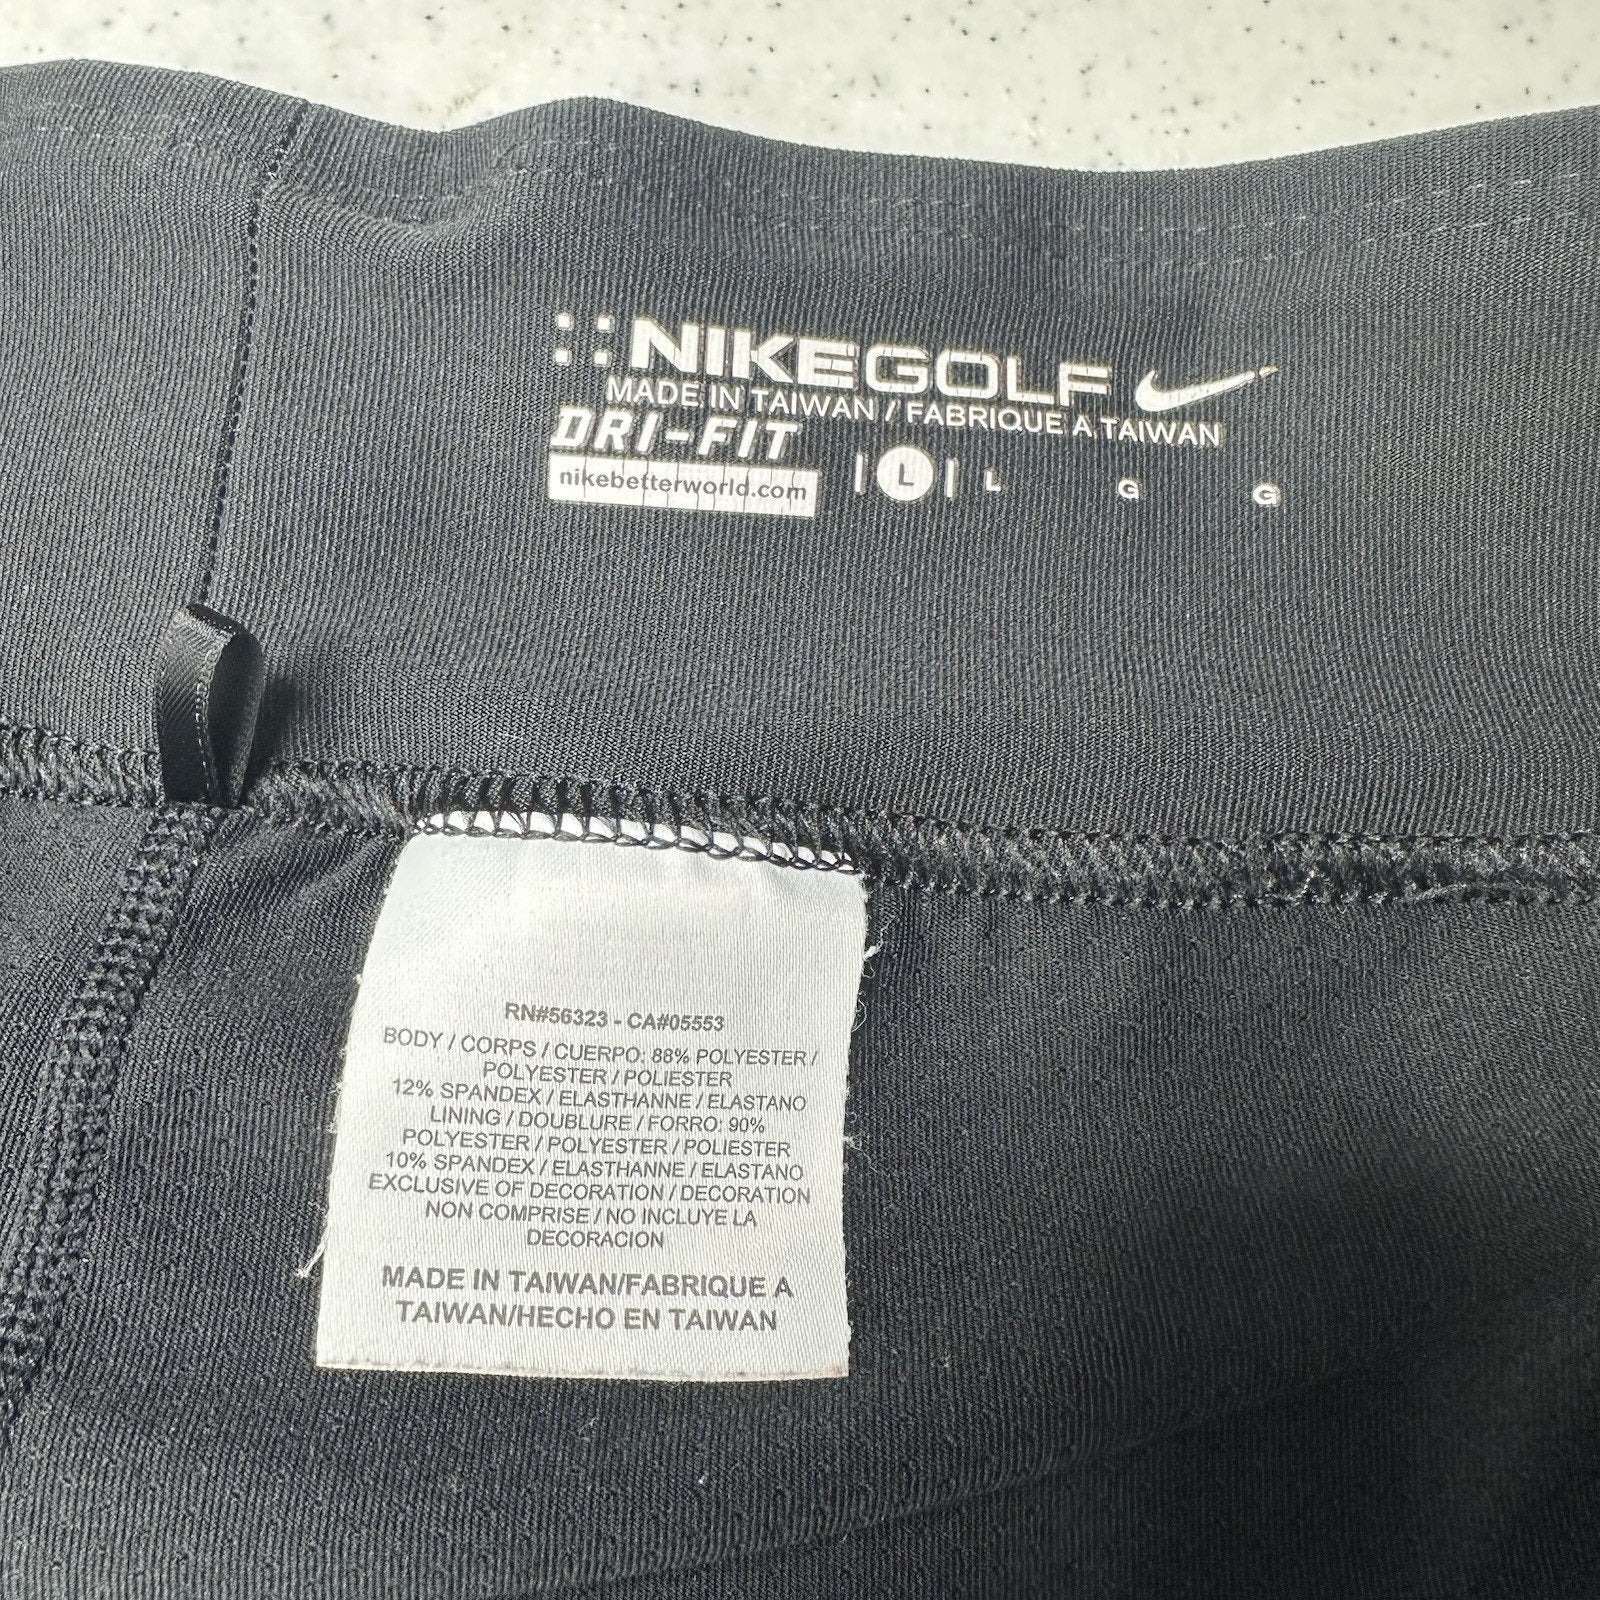 NIKEGOLF
MADE IN TAIWAN / FABRIQUE A TAIWAN
DRI-FIT
nikebetterworld.com | L | L G G
RN#56323 - CA#05553
BODY / CORPS / CUERPO: 88% POLYESTER /
POLYESTER / POLIESTER
12% SPANDEX / ELASTHANNE / ELASTANO
LINING / DOUBLURE / FORRO: 90%
POLYESTER / POLYESTER / POLIESTER
10% SPANDEX / ELASTHANNE / ELASTANO
EXCLUSIVE OF DECORATION / DECORATION
NON COMPRISE / NO INCLUYE LA
DECORACION
MADE IN TAIWAN/FABRIQUE A
TAIWAN/HECHO EN TAIWAN